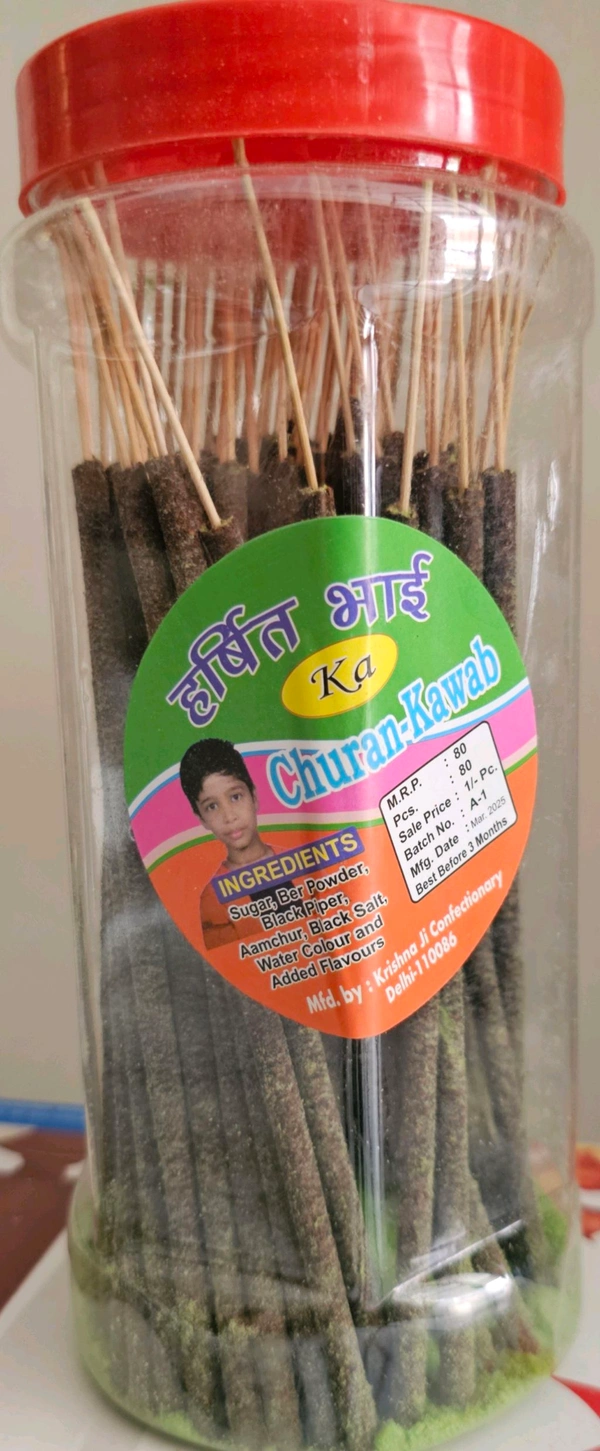 हर्षित भाई
Ka
Churan-Kawab
M.R.P. : 80
Pcs. : 80
Sale Price : 1/- Pc.
Batch No. : A-1
Mfg. Date : Mar. 2025
Best Before 3 Months
INGREDIENTS
Sugar, Ber Powder,
Black Piper,
Aamchur, Black Salt,
Water Colour and
Added Flavours
Mfd. by : Krishna Ji Confectionary
Delhi-110086